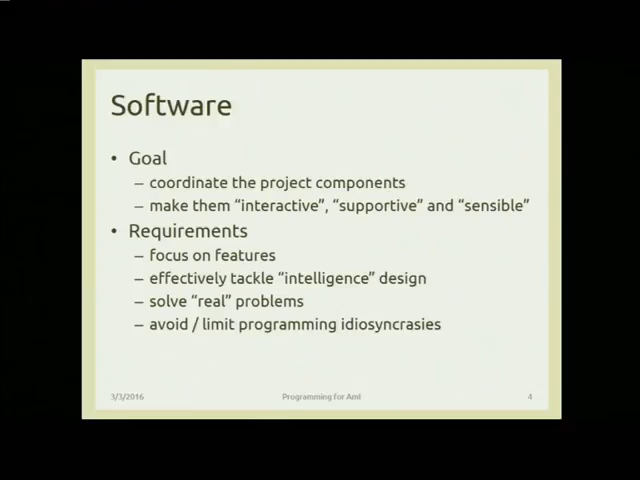 Software
• Goal
– coordinate the project components
– make them “interactive”, “supportive” and “sensible”
• Requirements
– focus on features
– effectively tackle “intelligence” design
– solve “real” problems
– avoid / limit programming idiosyncrasies
3/3/2016 Programming for AmI 4